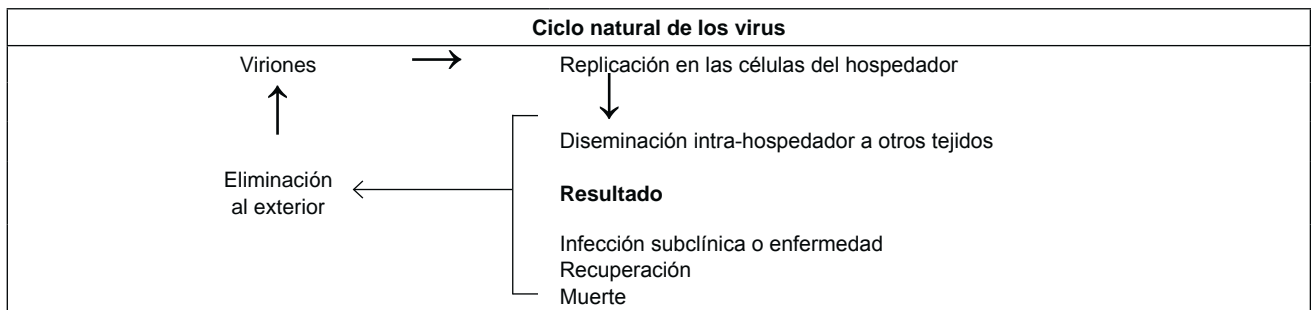 Ciclo natural de los virus
Viriones
Replicación en las células del hospedador
Diseminación intra-hospedador a otros tejidos
Eliminación
al exterior
Resultado
Infección subclínica o enfermedad
Recuperación
Muerte